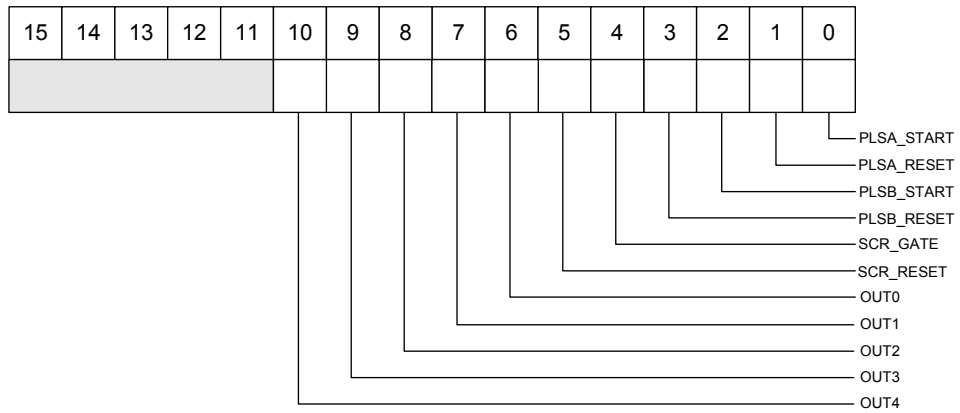 15 14 13 12 11 10 9 8 7 6 5 4 3 2 1 0
PLSA_START
PLSA_RESET
PLSB_START
PLSB_RESET
SCR_GATE
SCR_RESET
OUT0
OUT1
OUT2
OUT3
OUT4